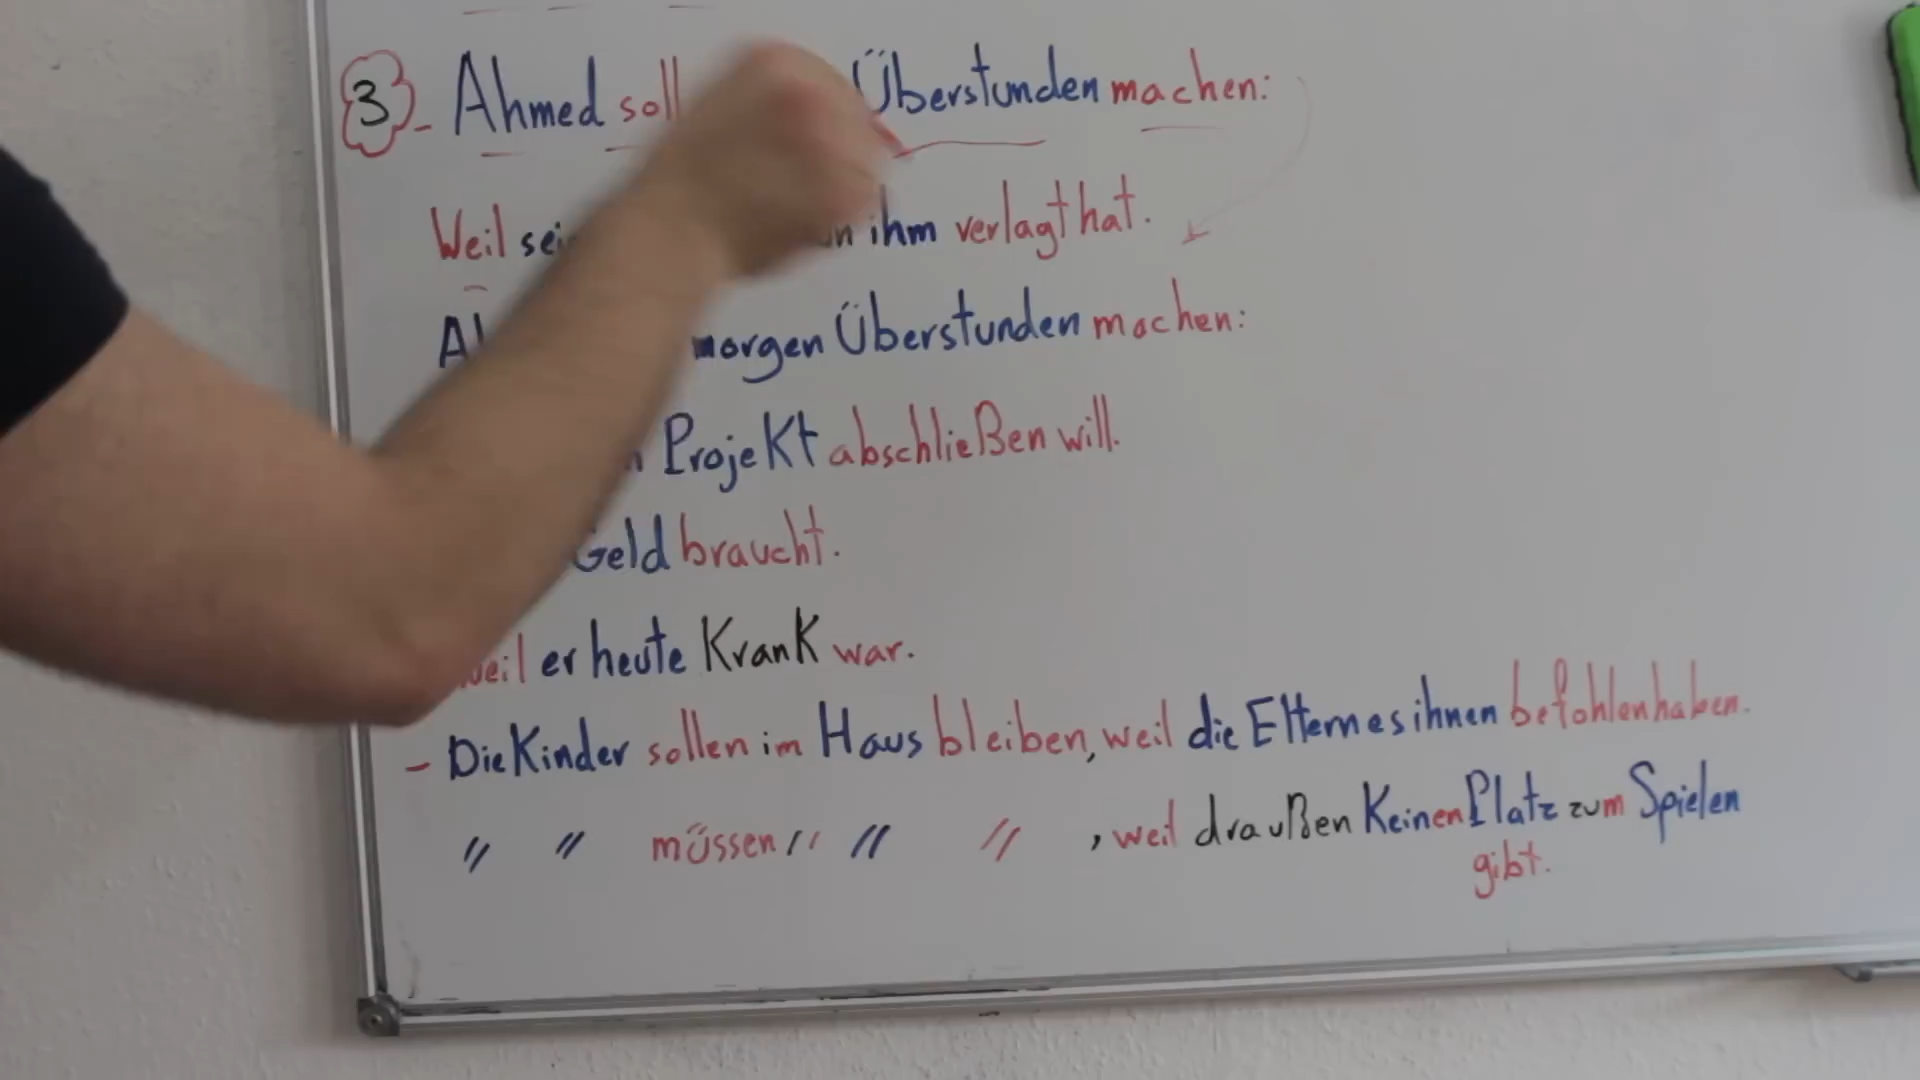 3 - Ahmed soll Überstunden machen:
Weil ihm verlagt hat.
morgen Überstunden machen:
Projekt abschließen will.
Geld braucht.
weil er heute Krank war.
- Die Kinder sollen im Haus bleiben, weil die Eltern es ihnen befohlen haben.
" " müssen " " " , weil draußen Keinen Platz zum Spielen
gibt.